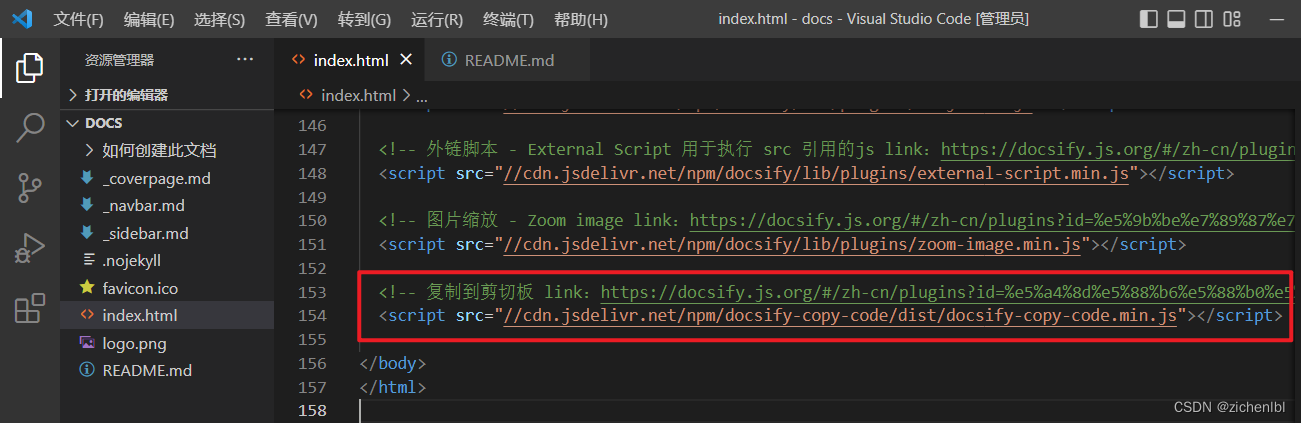 文件(F) 编辑(E) 选择(S) 查看(V) 转到(G) 运行(R) 终端(T) 帮助(H) index.html - docs - Visual Studio Code [管理员]
资源管理器 ···
打开的编辑器
DOCS
如何创建此文档
_coverpage.md
_navbar.md
_sidebar.md
.nojekyll
favicon.ico
index.html
logo.png
README.md
index.html README.md
index.html > ...
146
147 <!-- 外链脚本 - External Script 用于执行 src 引用的js link：https://docsify.js.org/#/zh-cn/plugin
148 <script src="//cdn.jsdelivr.net/npm/docsify/lib/plugins/external-script.min.js"></script>
149
150 <!-- 图片缩放 - Zoom image link：https://docsify.js.org/#/zh-cn/plugins?id=%e5%9b%be%e7%89%87%e7
151 <script src="//cdn.jsdelivr.net/npm/docsify/lib/plugins/zoom-image.min.js"></script>
152
153 <!-- 复制到剪切板 link：https://docsify.js.org/#/zh-cn/plugins?id=%e5%a4%8d%e5%88%b6%e5%88%b0%e5%
154 <script src="//cdn.jsdelivr.net/npm/docsify-copy-code/dist/docsify-copy-code.min.js"></script>
155
156 </body>
157 </html>
158
CSDN @zichenlbl